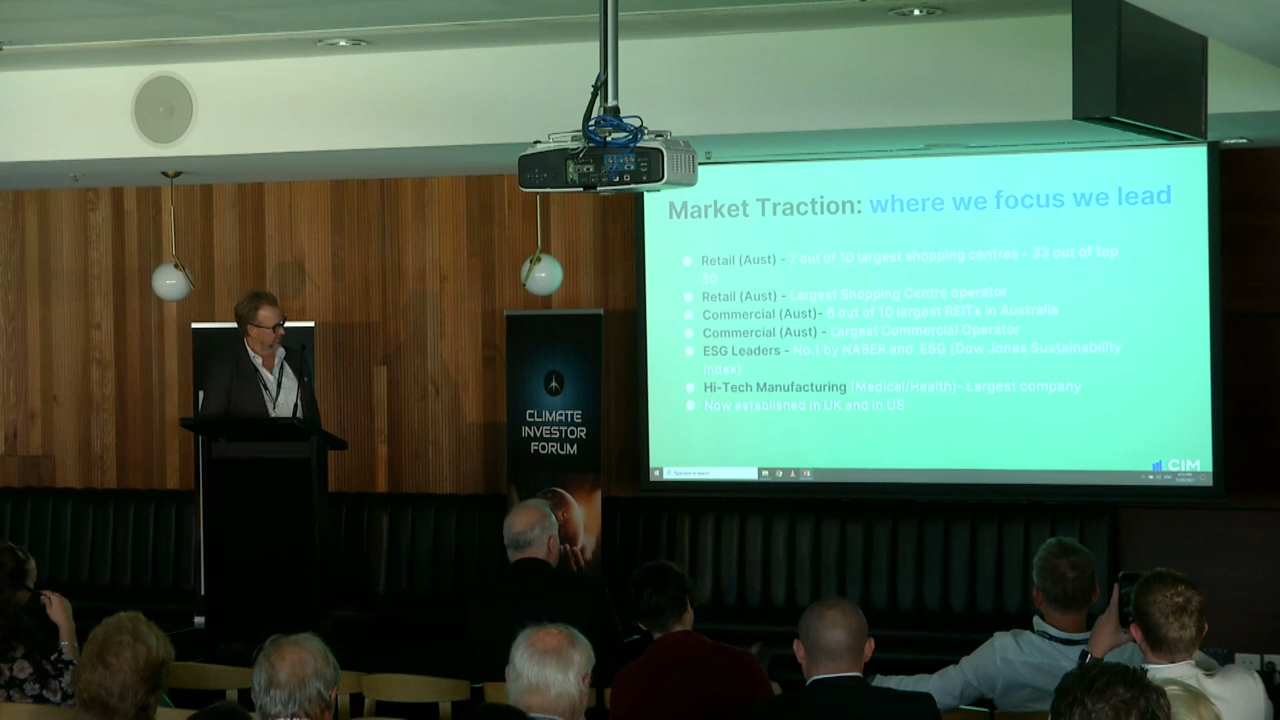 Market Traction: where we focus we lead
Retail (Aust) - 7 out of 10 largest shopping centres - 33 out of top
50
Retail (Aust) - Largest Shopping Centre operator
Commercial (Aust)- 6 out of 10 largest REITs in Australia
Commercial (Aust) - Largest Commercial Operator
ESG Leaders - No.1 by NABER and ESG (Dow Jones Sustainability
Index)
Hi-Tech Manufacturing (Medical/Health)- Largest company
Now established in UK and in US
CIM
CLIMATE
INVESTOR
FORUM